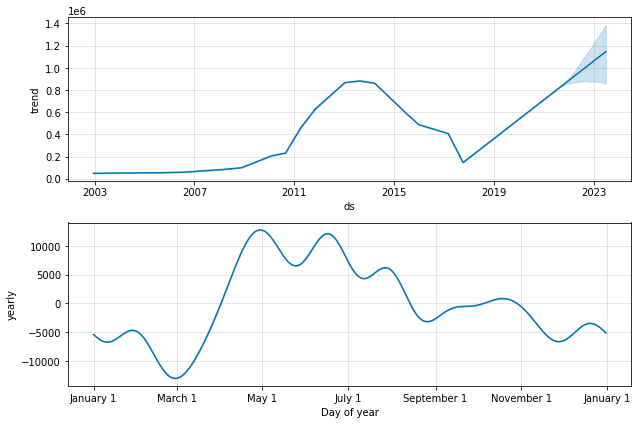 1e6
1.4
1.2
1.0
0.8
0.6
0.4
0.2
0.0
trend
2003 2007 2011 2015 2019 2023
ds
10000
5000
0
−5000
−10000
yearly
January 1 March 1 May 1 July 1 September 1 November 1 January 1
Day of year